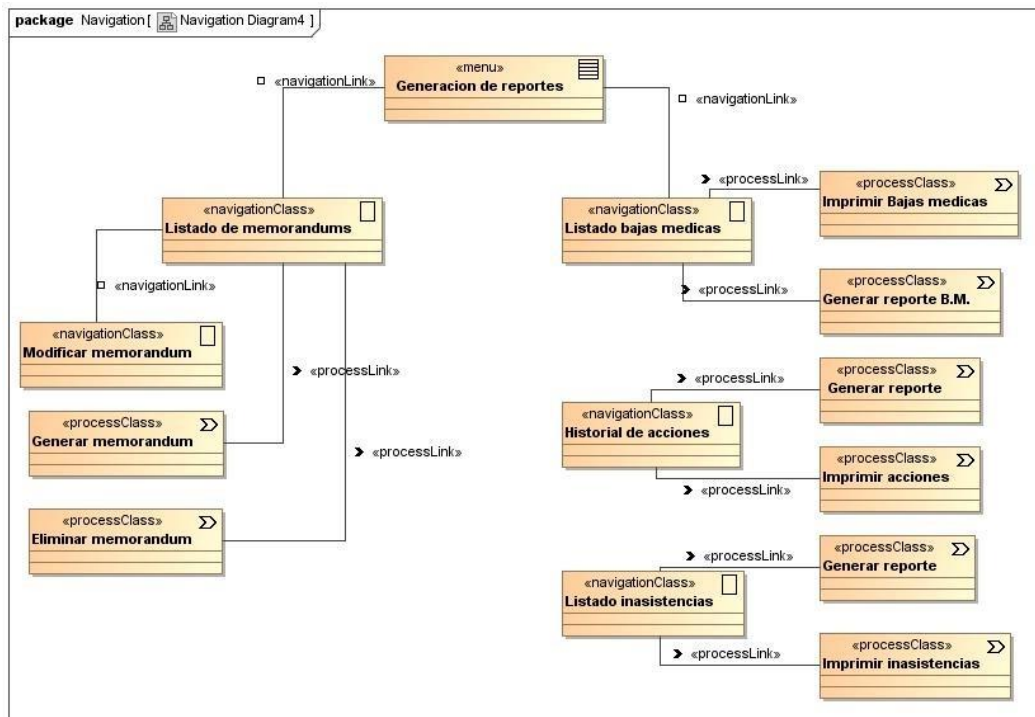 package Navigation [ Navigation Diagram4 ]
«menu»
Generacion de reportes
«navigationLink»
«navigationLink»
«navigationClass»
Listado de memorandums
«navigationLink»
«navigationClass»
Modificar memorandum
«processLink»
«processClass»
Generar memorandum
«processLink»
«processClass»
Eliminar memorandum
«navigationClass»
Listado bajas medicas
«processLink»
«processClass»
Imprimir Bajas medicas
«processLink»
«processClass»
Generar reporte B.M.
«navigationClass»
Historial de acciones
«processLink»
«processClass»
Generar reporte
«processLink»
«processClass»
Imprimir acciones
«navigationClass»
Listado inasistencias
«processLink»
«processClass»
Generar reporte
«processLink»
«processClass»
Imprimir inasistencias